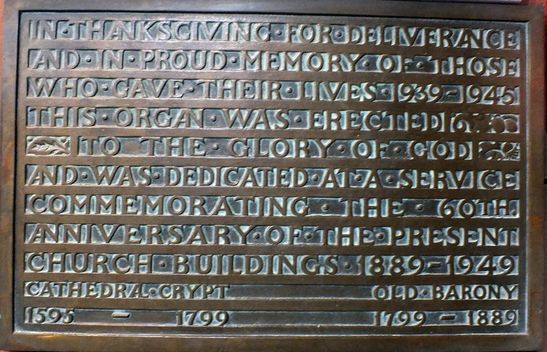 IN·THANKSGIVING·FOR·DELIVERANCE
AND·IN·PROUD·MEMORY·OF·THOSE
WHO·GAVE·THEIR·LIVES·1939-1945
THIS·ORGAN·WAS·ERECTED
TO·THE·GLORY·OF·GOD
AND·WAS·DEDICATED·AT·A·SERVICE
COMMEMORATING·THE·60TH
ANNIVERSARY·OF·THE·PRESENT
CHURCH·BUILDINGS·1889-1949
CATHEDRAL·CRYPT OLD·BARONY
1595 - 1799 1799 - 1889